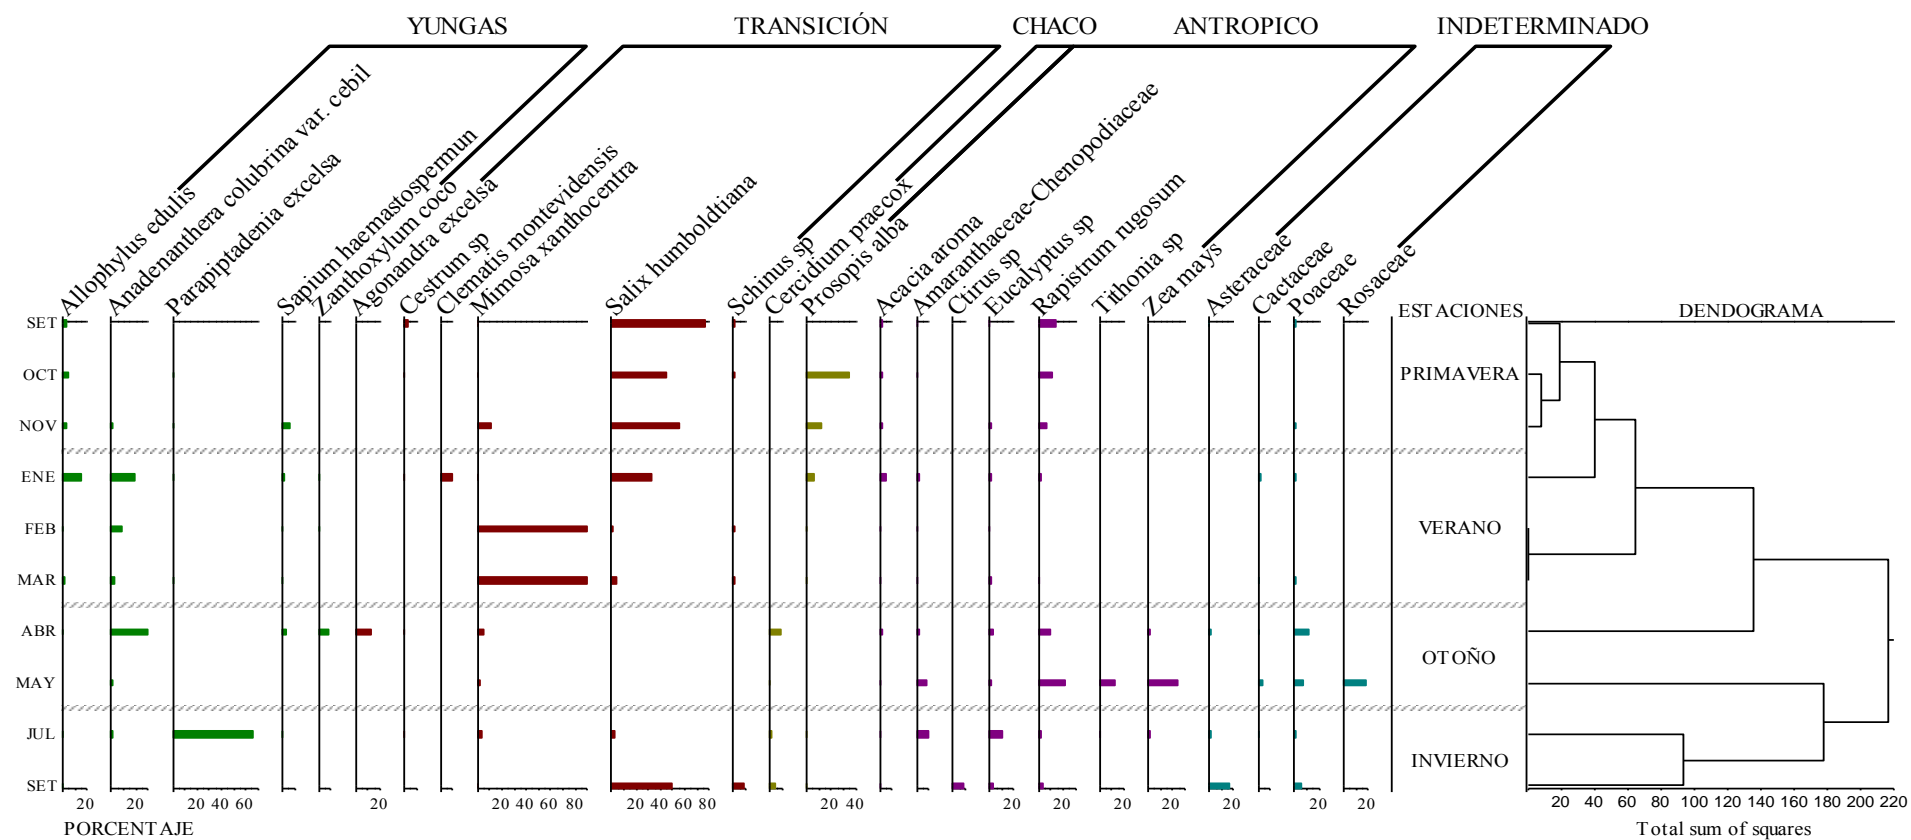 YUNGAS TRANSICIÓN CHACO ANTROPICO INDETERMINADO
Allophylus edulis
Anadenanthera colubrina var. cebil
Parapiptadenia excelsa
Sapium haemastospermun
Zanthoxylum coco
Agonandra excelsa
Cestrum sp
Clematis montevidensis
Mimosa xanthocentra
Salix humboldtiana
Schinus sp
Cercidium praecox
Prosopis alba
Acacia aroma
Amaranthaceae-Chenopodiaceae
Ctirus sp
Eucalyptus sp
Rapistrum rugosum
Tithonia sp
Zea mays
Asteraceae
Cactaceae
Poaceae
Rosaceae
ESTACIONES DENDOGRAMA
SET
OCT PRIMAVERA
NOV
ENE
FEB VERANO
MAR
ABR
OTOÑO
MAY
JUL
INVIERNO
SET
20 20 20 40 60 20 20 40 60 80 20 40 60 80 20 40 20 20 20 20 20 20 20 20 40 60 80 100 120 140 160 180 200 220
PORCENTAJE Total sum of squares